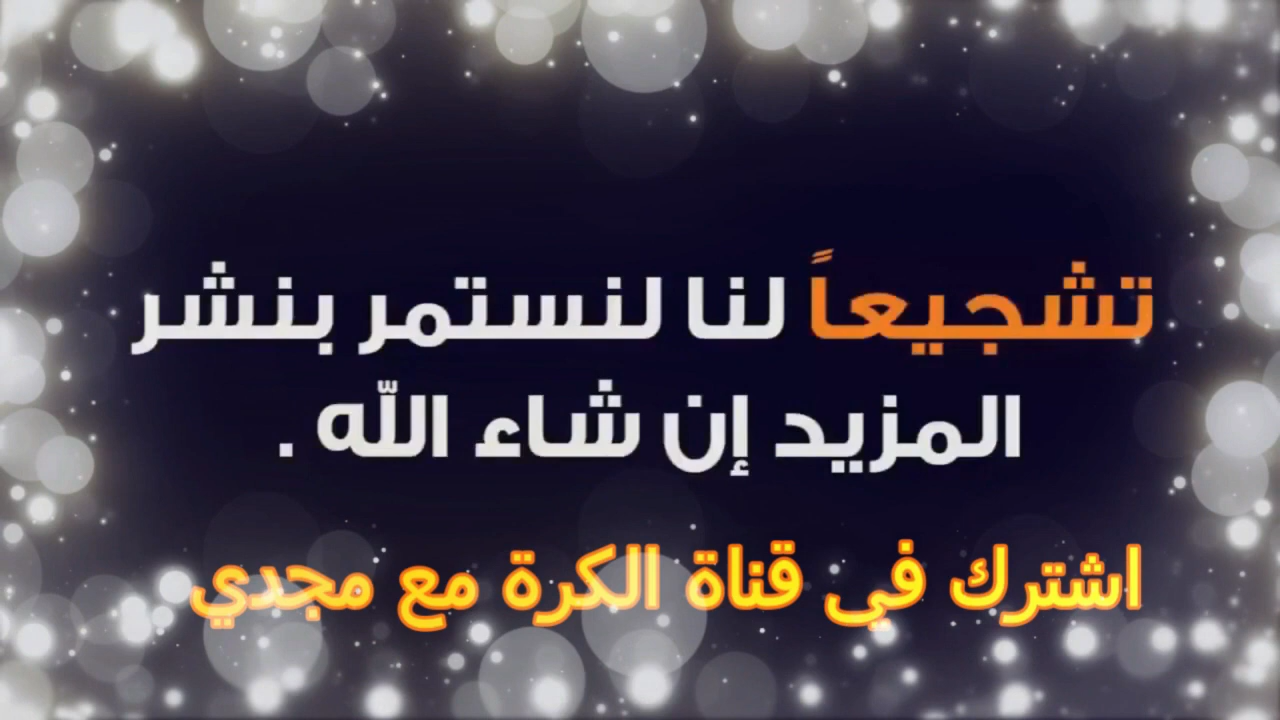 تشجيعاً لنا لنستمر بنشر
المزيد إن شاء الله .
اشترك في قناة الكرة مع مجدي